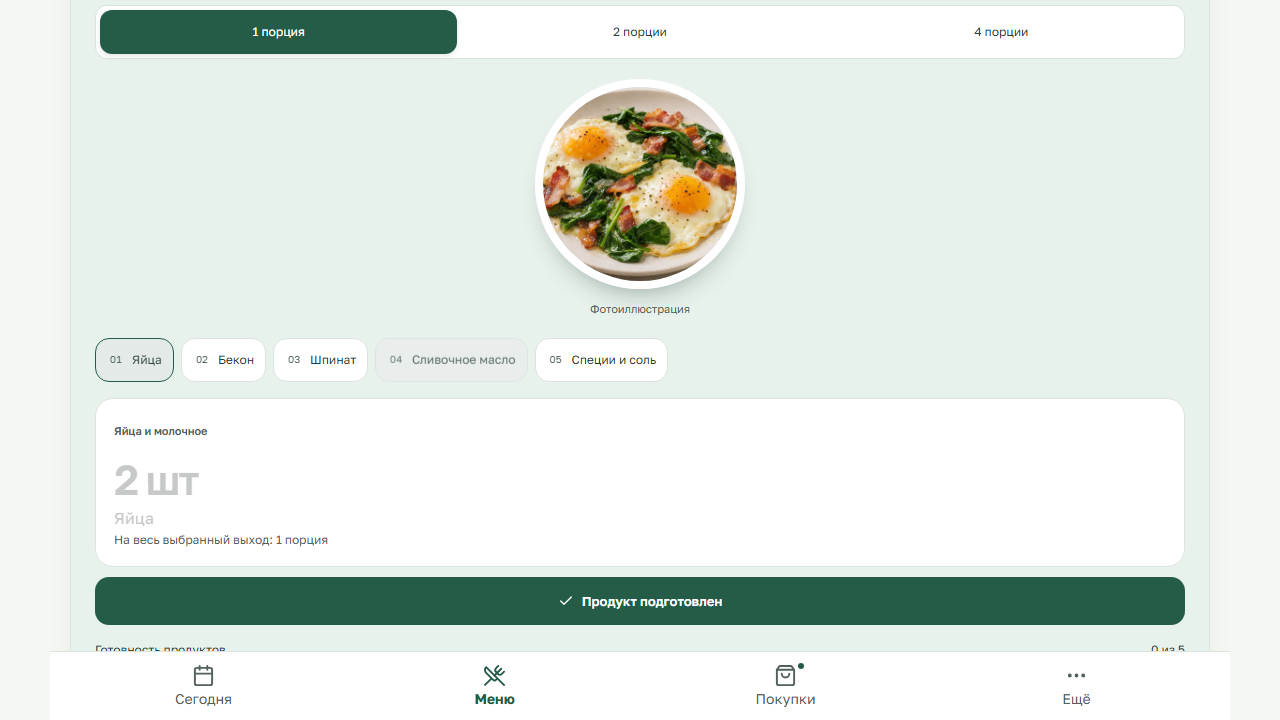 1 порция
2 порции
4 порции
Фотоиллюстрация
01 Яйца
02 Бекон
03 Шпинат
04 Сливочное масло
05 Специи и соль
Яйца и молочное
2 шт
Яйца
На весь выбранный выход: 1 порция
Продукт подготовлен
Готовность продуктов
0 из 5
Сегодня
Меню
Покупки
Ещё